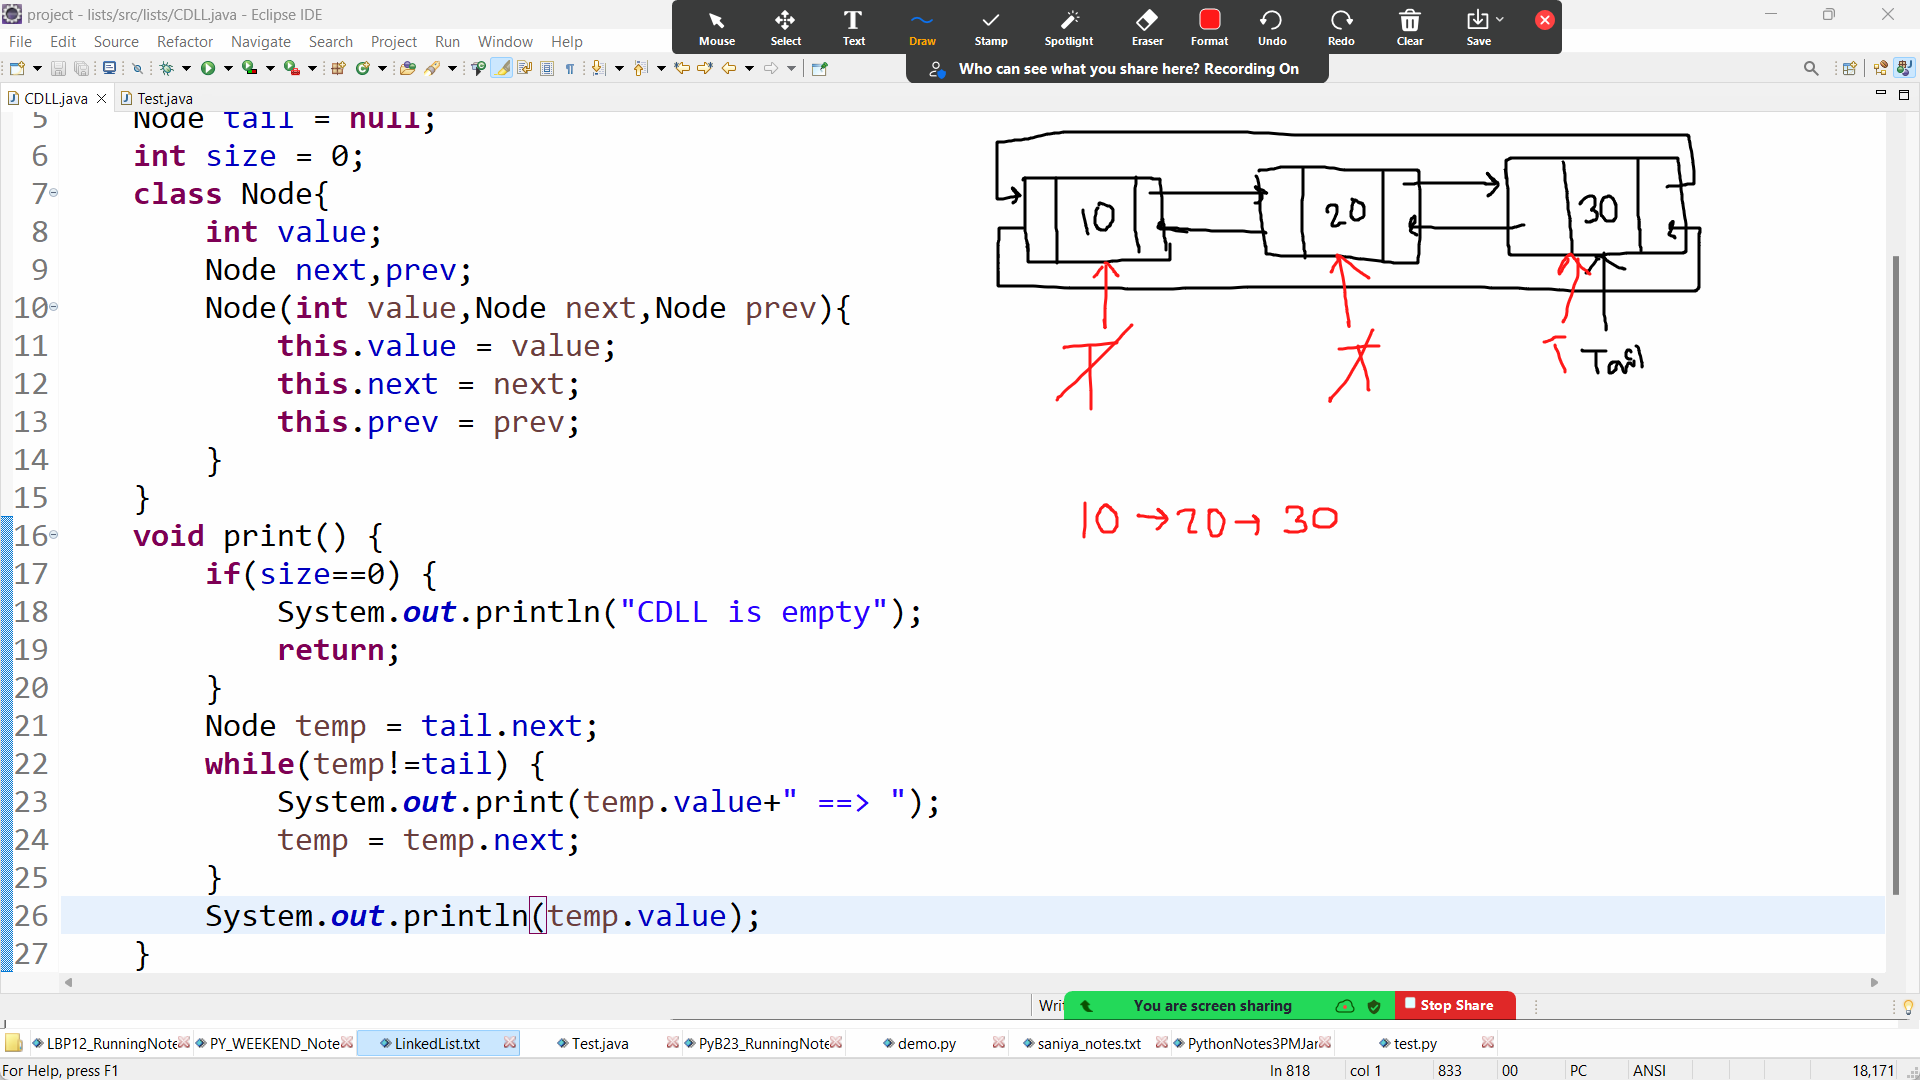 project - lists/src/lists/CDLL.java - Eclipse IDE
File Edit Source Refactor Navigate Search Project Run Window Help
Mouse Select Text Draw Stamp Spotlight Eraser Format Undo Redo Clear Save
Who can see what you share here? Recording On
CDLL.java Test.java
5 Node tail = null;
6 int size = 0;
7 class Node{
8 int value;
9 Node next,prev;
10 Node(int value,Node next,Node prev){
11 this.value = value;
12 this.next = next;
13 this.prev = prev;
14 }
15 }
16 void print() {
17 if(size==0) {
18 System.out.println("CDLL is empty");
19 return;
20 }
21 Node temp = tail.next;
22 while(temp!=tail) {
23 System.out.print(temp.value+" ==> ");
24 temp = temp.next;
25 }
26 System.out.println(temp.value);
27 }
10 20 30
T T T Tail
10 → 20 → 30
Writ
You are screen sharing Stop Share
LBP12_RunningNote PY_WEEKEND_Note LinkedList.txt Test.java PyB23_RunningNote demo.py saniya_notes.txt PythonNotes3PMJar test.py
For Help, press F1 ln 818 col 1 833 00 PC ANSI 18,171